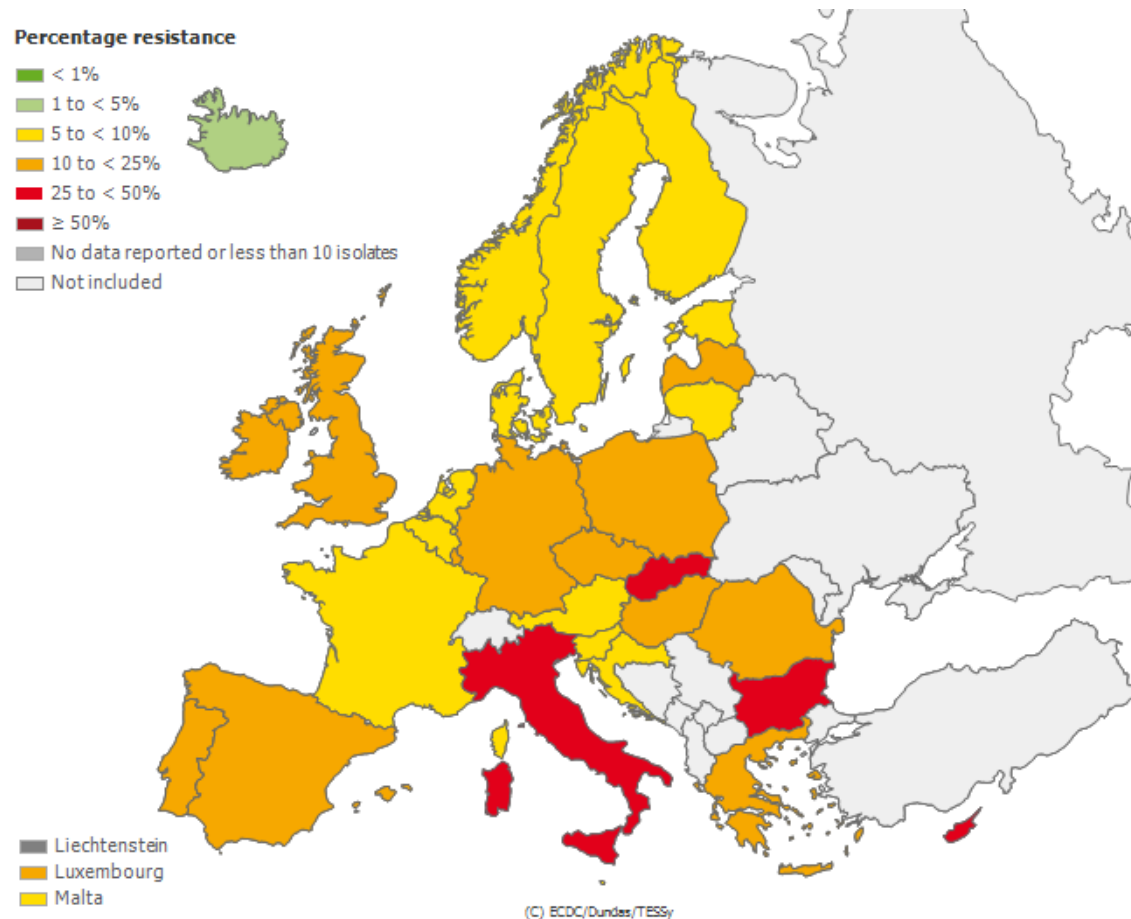 Percentage resistance
< 1%
1 to < 5%
5 to < 10%
10 to < 25%
25 to < 50%
≥ 50%
No data reported or less than 10 isolates
Not included
Liechtenstein
Luxembourg
Malta
(C) ECDC/Dundas/TESSy